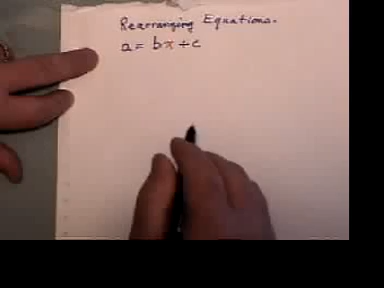 Rearranging Equations.
a = bx + c